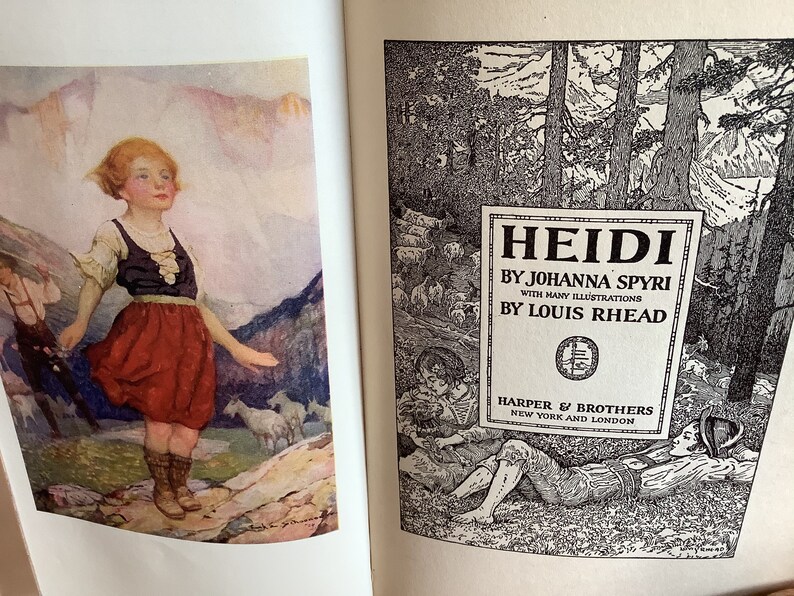 HEIDI
BY JOHANNA SPYRI
WITH MANY ILLUSTRATIONS
BY LOUIS RHEAD
HARPER & BROTHERS
NEW YORK AND LONDON